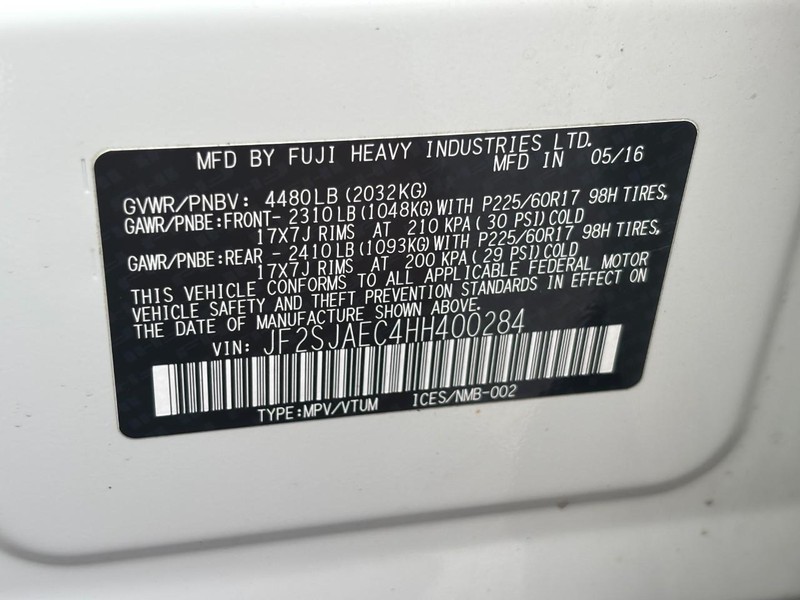 MFD BY FUJI HEAVY INDUSTRIES LTD.
MFD IN 05/16
GVWR/PNBV: 4480LB (2032KG)
GAWR/PNBE:FRONT- 2310LB (1048KG)WITH P225/60R17 98H TIRES,
17X7J RIMS AT 210 KPA( 30 PSI)COLD
GAWR/PNBE:REAR - 2410LB (1093KG)WITH P225/60R17 98H TIRES,
17X7J RIMS AT 200 KPA( 29 PSI)COLD
THIS VEHICLE CONFORMS TO ALL APPLICABLE FEDERAL MOTOR
VEHICLE SAFETY AND THEFT PREVENTION STANDARDS IN EFFECT ON
THE DATE OF MANUFACTURE SHOWN ABOVE.
VIN: JF2SJAEC4HH400284
TYPE:MPV/VTUM ICES/NMB-002